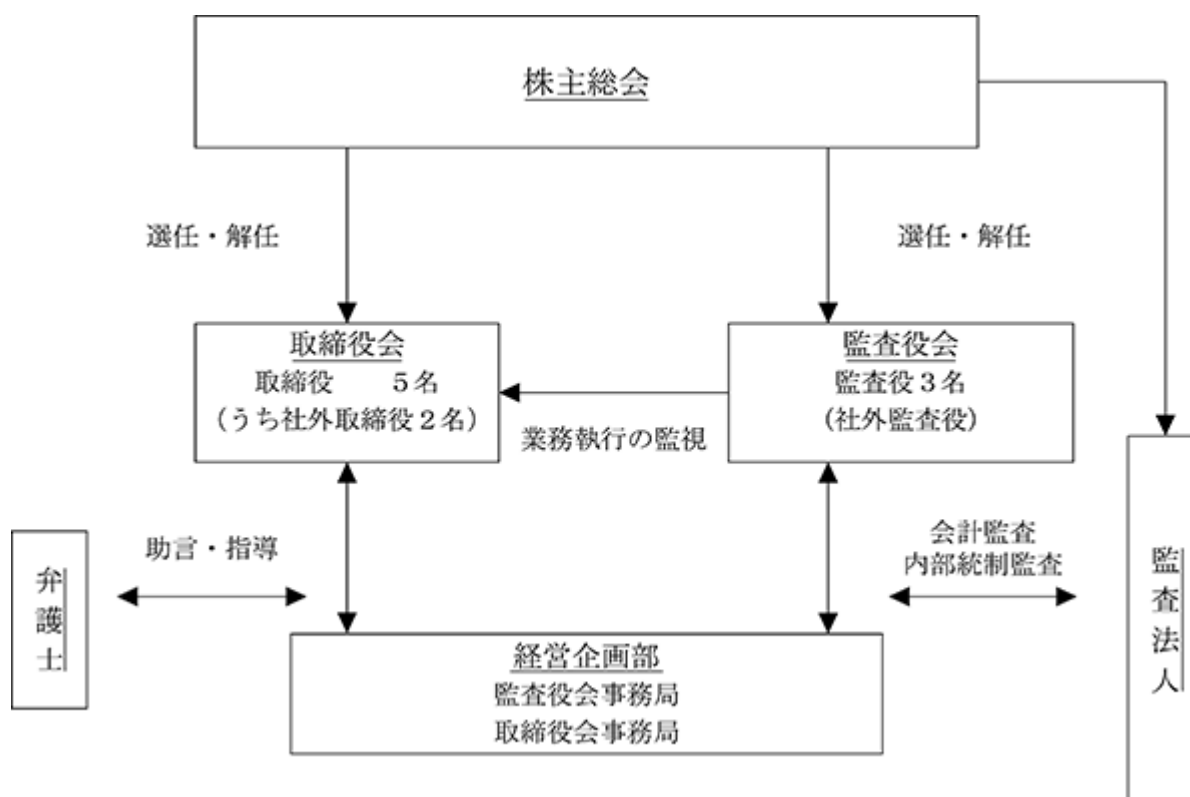 株主総会
選任・解任
選任・解任
取締役会
取締役　　５名
（うち社外取締役２名）
業務執行の監視
監査役会
監査役３名
（社外監査役）
弁護士
助言・指導
会計監査
内部統制監査
監査法人
経営企画部
監査役会事務局
取締役会事務局